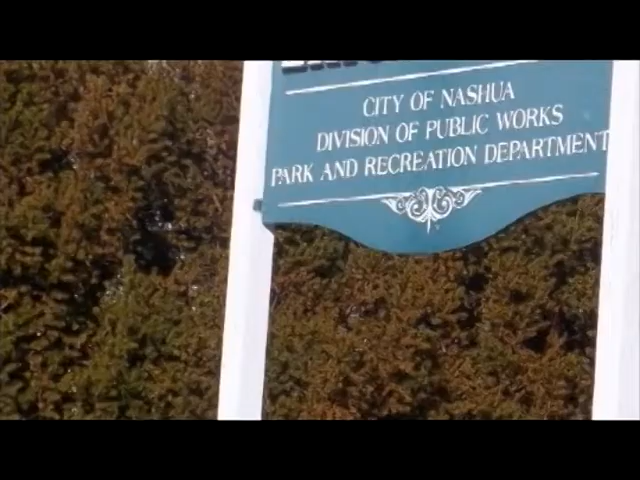 CITY OF NASHUA
DIVISION OF PUBLIC WORKS
PARK AND RECREATION DEPARTMENT